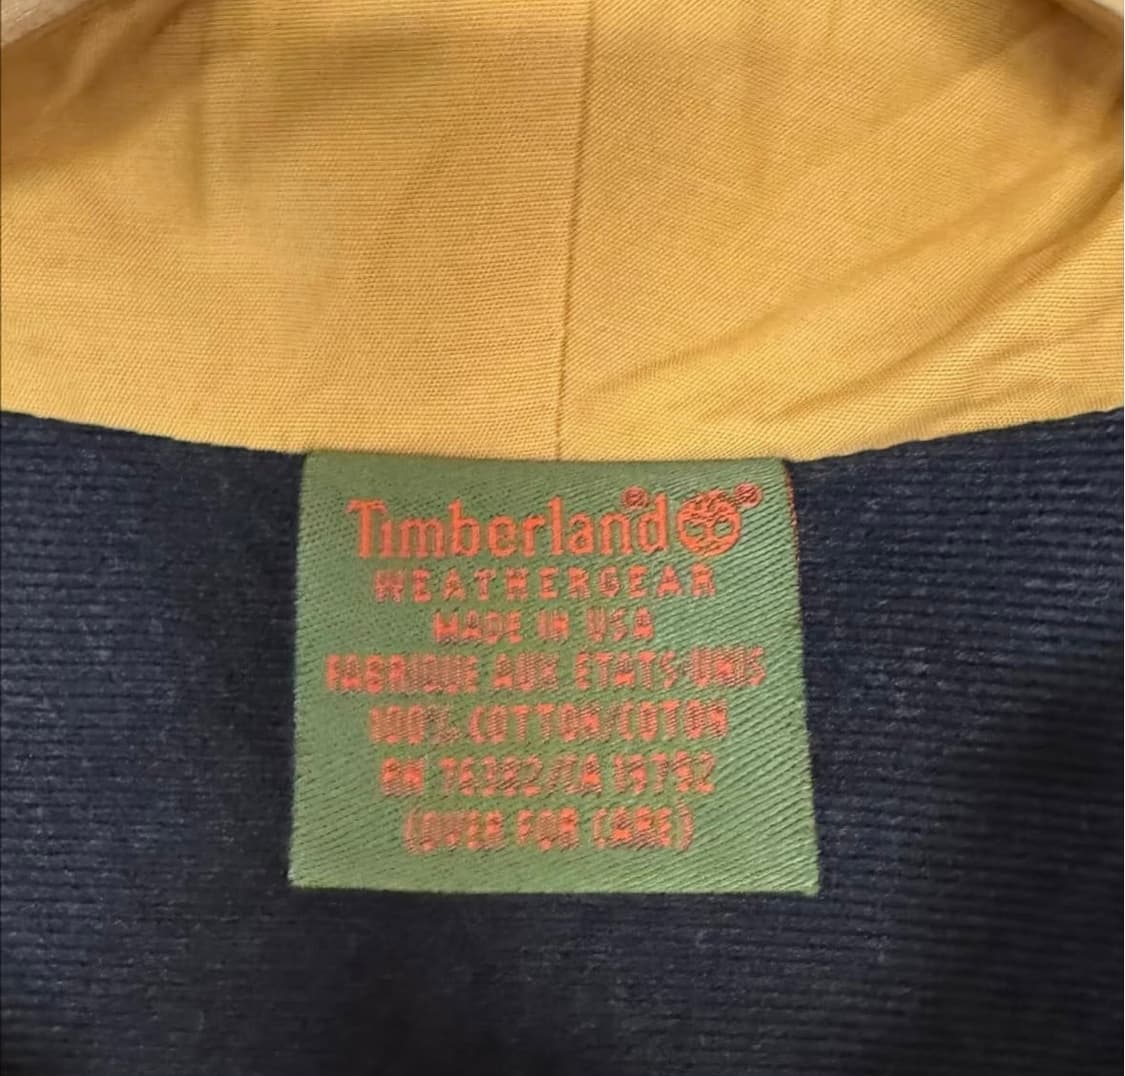 Timberland® ®
WEATHERGEAR
MADE IN USA
FABRIQUE AUX ETATS-UNIS
100% COTTON/COTON
RN 76382/CA 19792
(OVER FOR CARE)